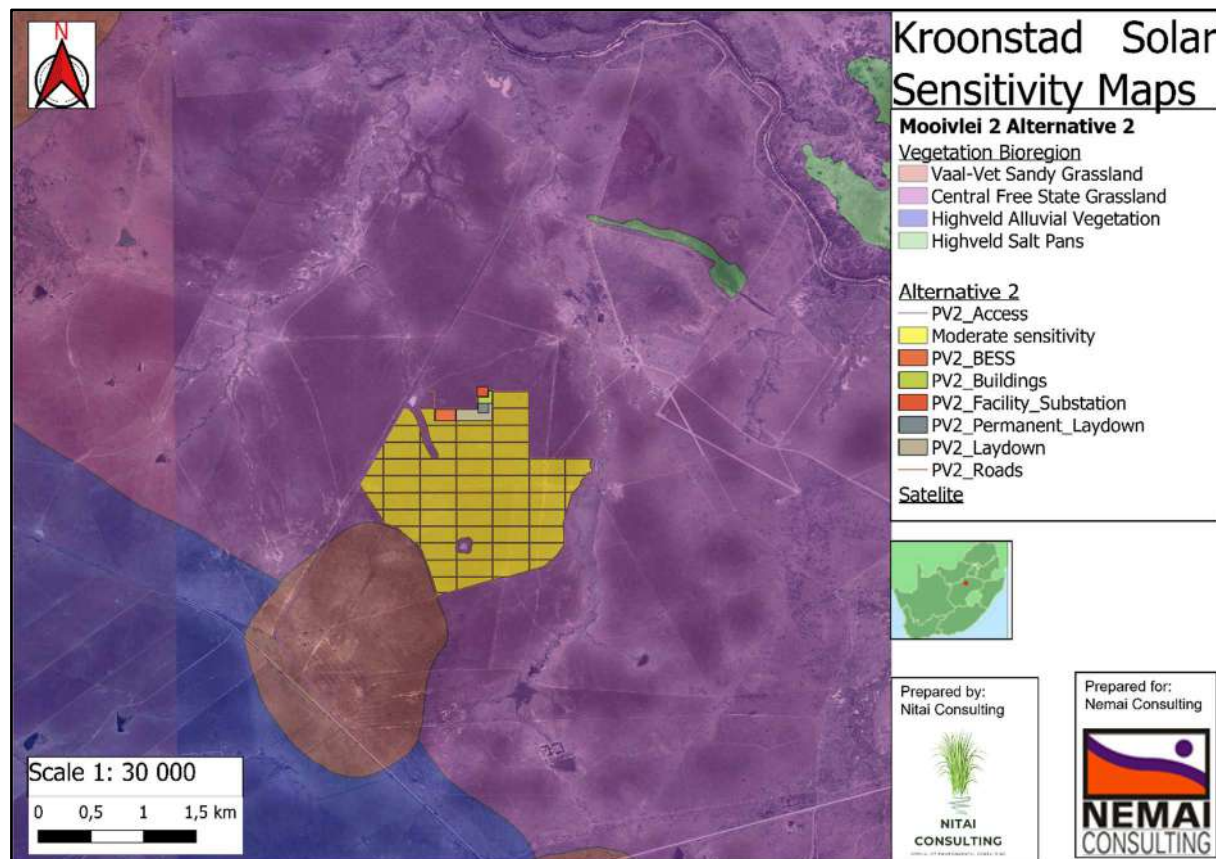 N
Kroonstad Solar
Sensitivity Maps
Mooivlei 2 Alternative 2
Vegetation Bioregion
Vaal-Vet Sandy Grassland
Central Free State Grassland
Highveld Alluvial Vegetation
Highveld Salt Pans
Alternative 2
PV2_Access
Moderate sensitivity
PV2_BESS
PV2_Buildings
PV2_Facility_Substation
PV2_Permanent_Laydown
PV2_Laydown
PV2_Roads
Satelite
Scale 1: 30 000
0 0,5 1 1,5 km
Prepared by:
Nitai Consulting
NITAI
CONSULTING
Prepared for:
Nemai Consulting
NEMAI
CONSULTING